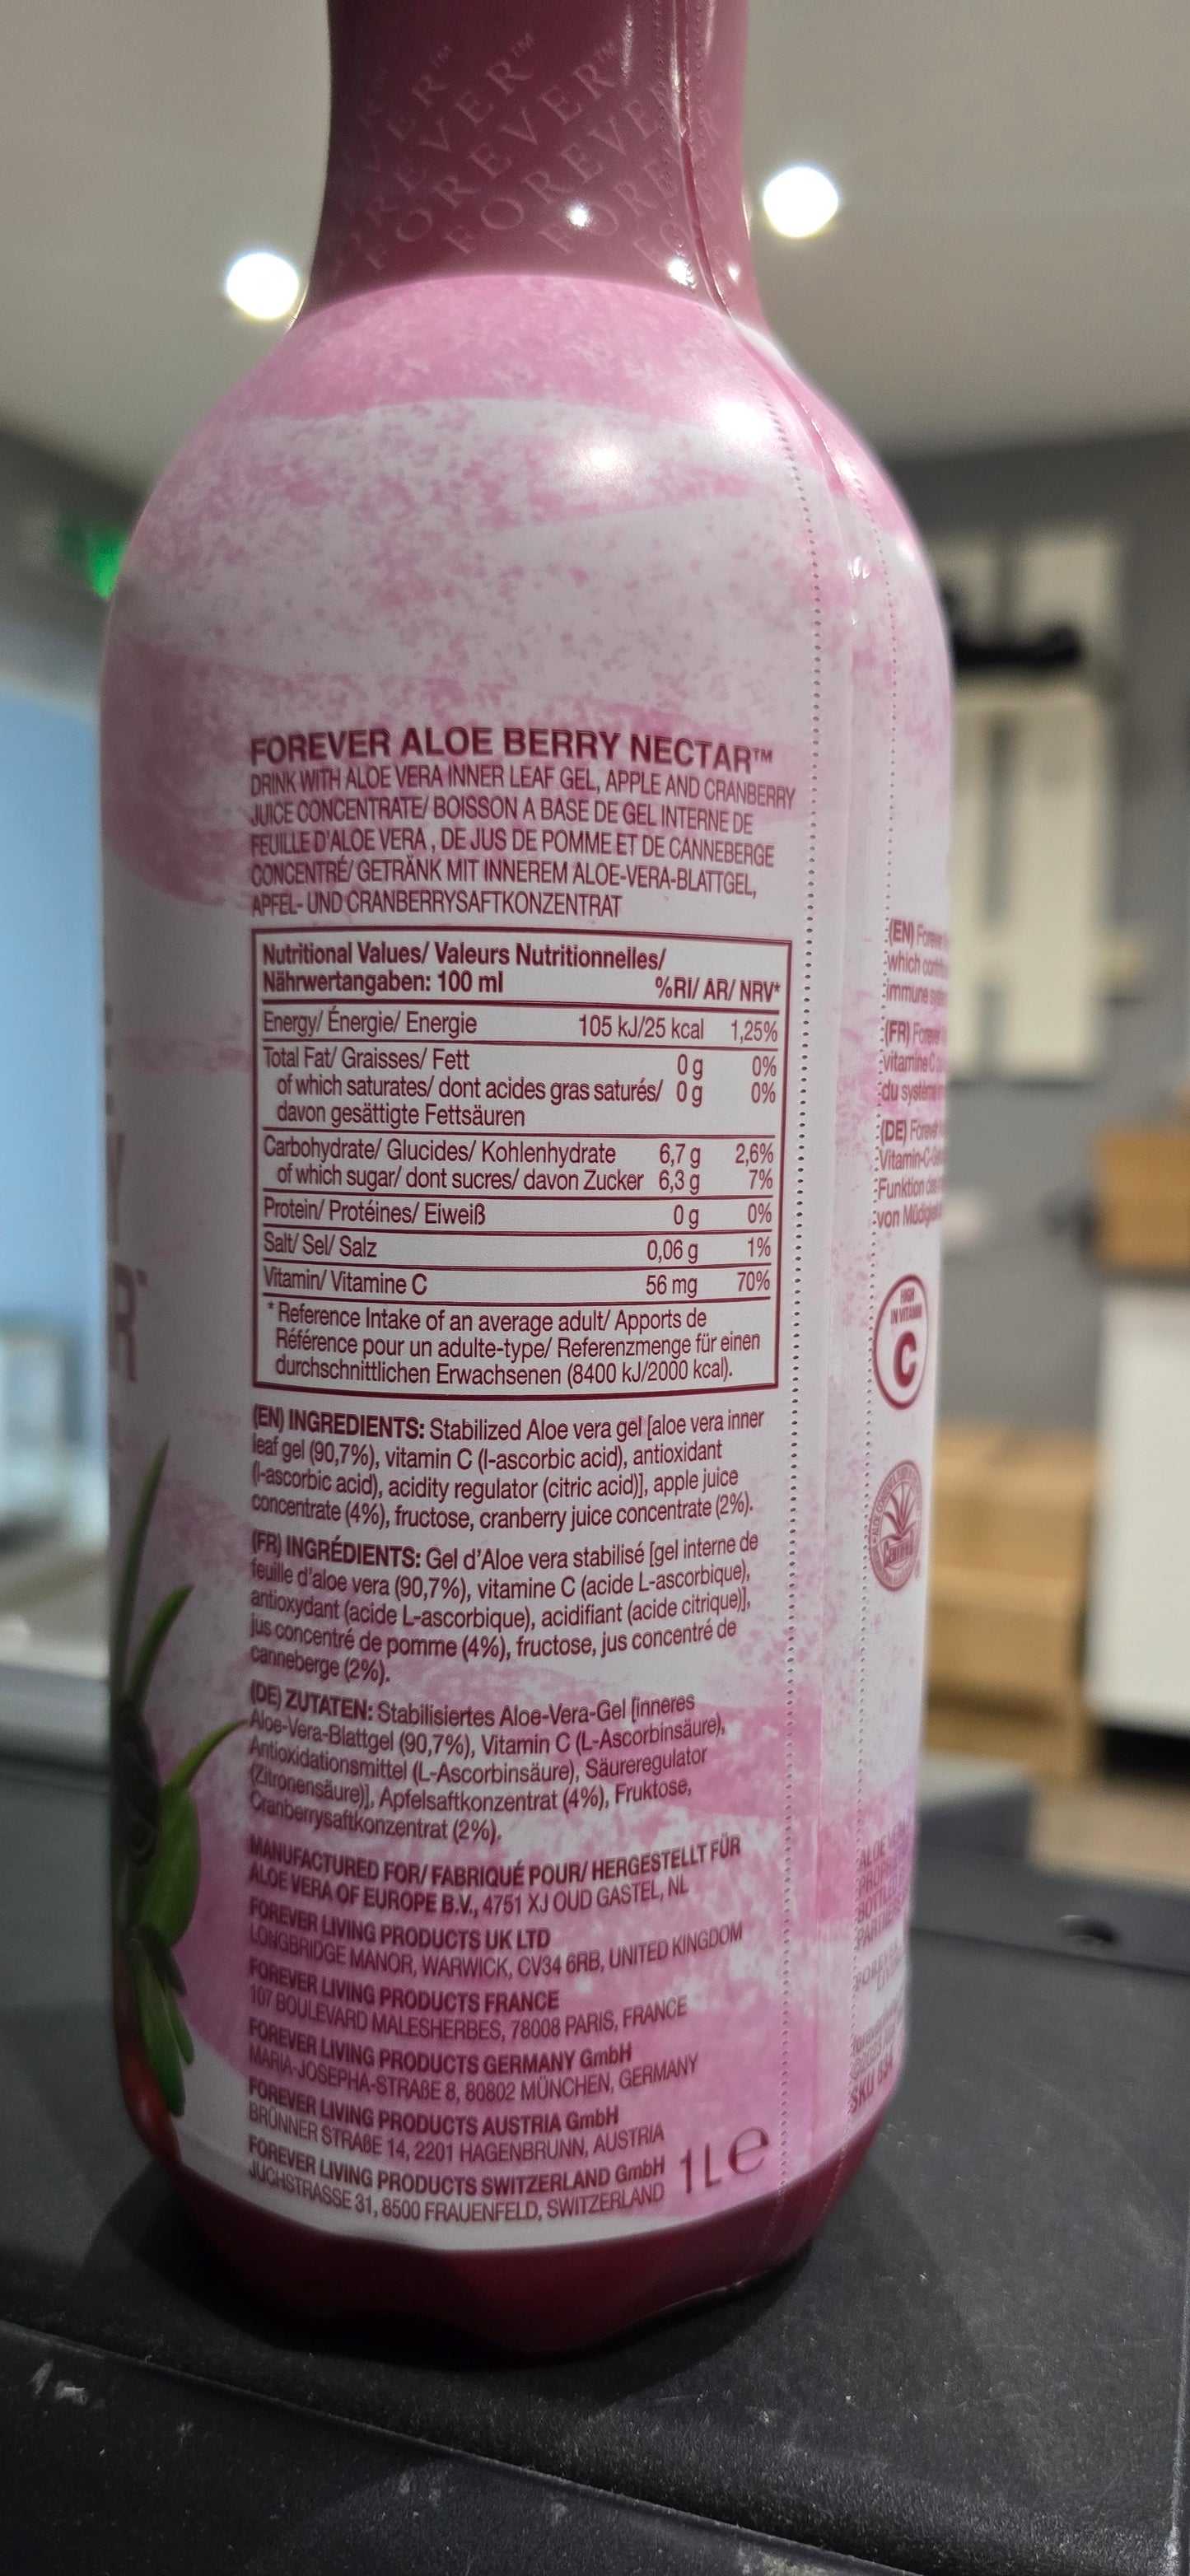 FOREVER™
FOREVER™
FOREVER™
FOREVER ALOE BERRY NECTAR™
DRINK WITH ALOE VERA INNER LEAF GEL, APPLE AND CRANBERRY
JUICE CONCENTRATE/ BOISSON A BASE DE GEL INTERNE DE
FEUILLE D'ALOE VERA , DE JUS DE POMME ET DE CANNEBERGE
CONCENTRÉ/ GETRÄNK MIT INNEREM ALOE-VERA-BLATTGEL,
APFEL- UND CRANBERRYSAFTKONZENTRAT
Nutritional Values/ Valeurs Nutritionnelles/
Nährwertangaben: 100 ml %RI/ AR/ NRV*
Energy/ Énergie/ Energie 105 kJ/25 kcal 1,25%
Total Fat/ Graisses/ Fett 0 g 0%
of which saturates/ dont acides gras saturés/ 0 g 0%
davon gesättigte Fettsäuren
Carbohydrate/ Glucides/ Kohlenhydrate 6,7 g 2,6%
of which sugar/ dont sucres/ davon Zucker 6,3 g 7%
Protein/ Protéines/ Eiweiß 0 g 0%
Salt/ Sel/ Salz 0,06 g 1%
Vitamin/ Vitamine C 56 mg 70%
* Reference Intake of an average adult/ Apports de
Référence pour un adulte-type/ Referenzmenge für einen
durchschnittlichen Erwachsenen (8400 kJ/2000 kcal).
(EN) INGREDIENTS: Stabilized Aloe vera gel [aloe vera inner
leaf gel (90,7%), vitamin C (l-ascorbic acid), antioxidant
(l-ascorbic acid), acidity regulator (citric acid)], apple juice
concentrate (4%), fructose, cranberry juice concentrate (2%).
(FR) INGRÉDIENTS: Gel d'Aloe vera stabilisé [gel interne de
feuille d'aloe vera (90,7%), vitamine C (acide L-ascorbique),
antioxydant (acide L-ascorbique), acidifiant (acide citrique)],
jus concentré de pomme (4%), fructose, jus concentré de
canneberge (2%).
(DE) ZUTATEN: Stabilisiertes Aloe-Vera-Gel [inneres
Aloe-Vera-Blattgel (90,7%), Vitamin C (L-Ascorbinsäure),
Antioxidationsmittel (L-Ascorbinsäure), Säureregulator
(Zitronensäure)], Apfelsaftkonzentrat (4%), Fruktose,
Cranberrysaftkonzentrat (2%).
MANUFACTURED FOR/ FABRIQUÉ POUR/ HERGESTELLT FÜR
ALOE VERA OF EUROPE B.V., 4751 XJ OUD GASTEL, NL
FOREVER LIVING PRODUCTS UK LTD
LONGBRIDGE MANOR, WARWICK, CV34 6RB, UNITED KINGDOM
FOREVER LIVING PRODUCTS FRANCE
107 BOULEVARD MALESHERBES, 78008 PARIS, FRANCE
FOREVER LIVING PRODUCTS GERMANY GmbH
MARIA-JOSEPHA-STRAßE 8, 80802 MÜNCHEN, GERMANY
FOREVER LIVING PRODUCTS AUSTRIA GmbH
BRÜNNER STRAßE 14, 2201 HAGENBRUNN, AUSTRIA
FOREVER LIVING PRODUCTS SWITZERLAND GmbH
JUCHSTRASSE 31, 8500 FRAUENFELD, SWITZERLAND
1L e
(EN) Forever
which
immune
(FR)
vitamine C
du système
(DE)
Funktion
von
HIGH
IN VITAMIN
C
SKU